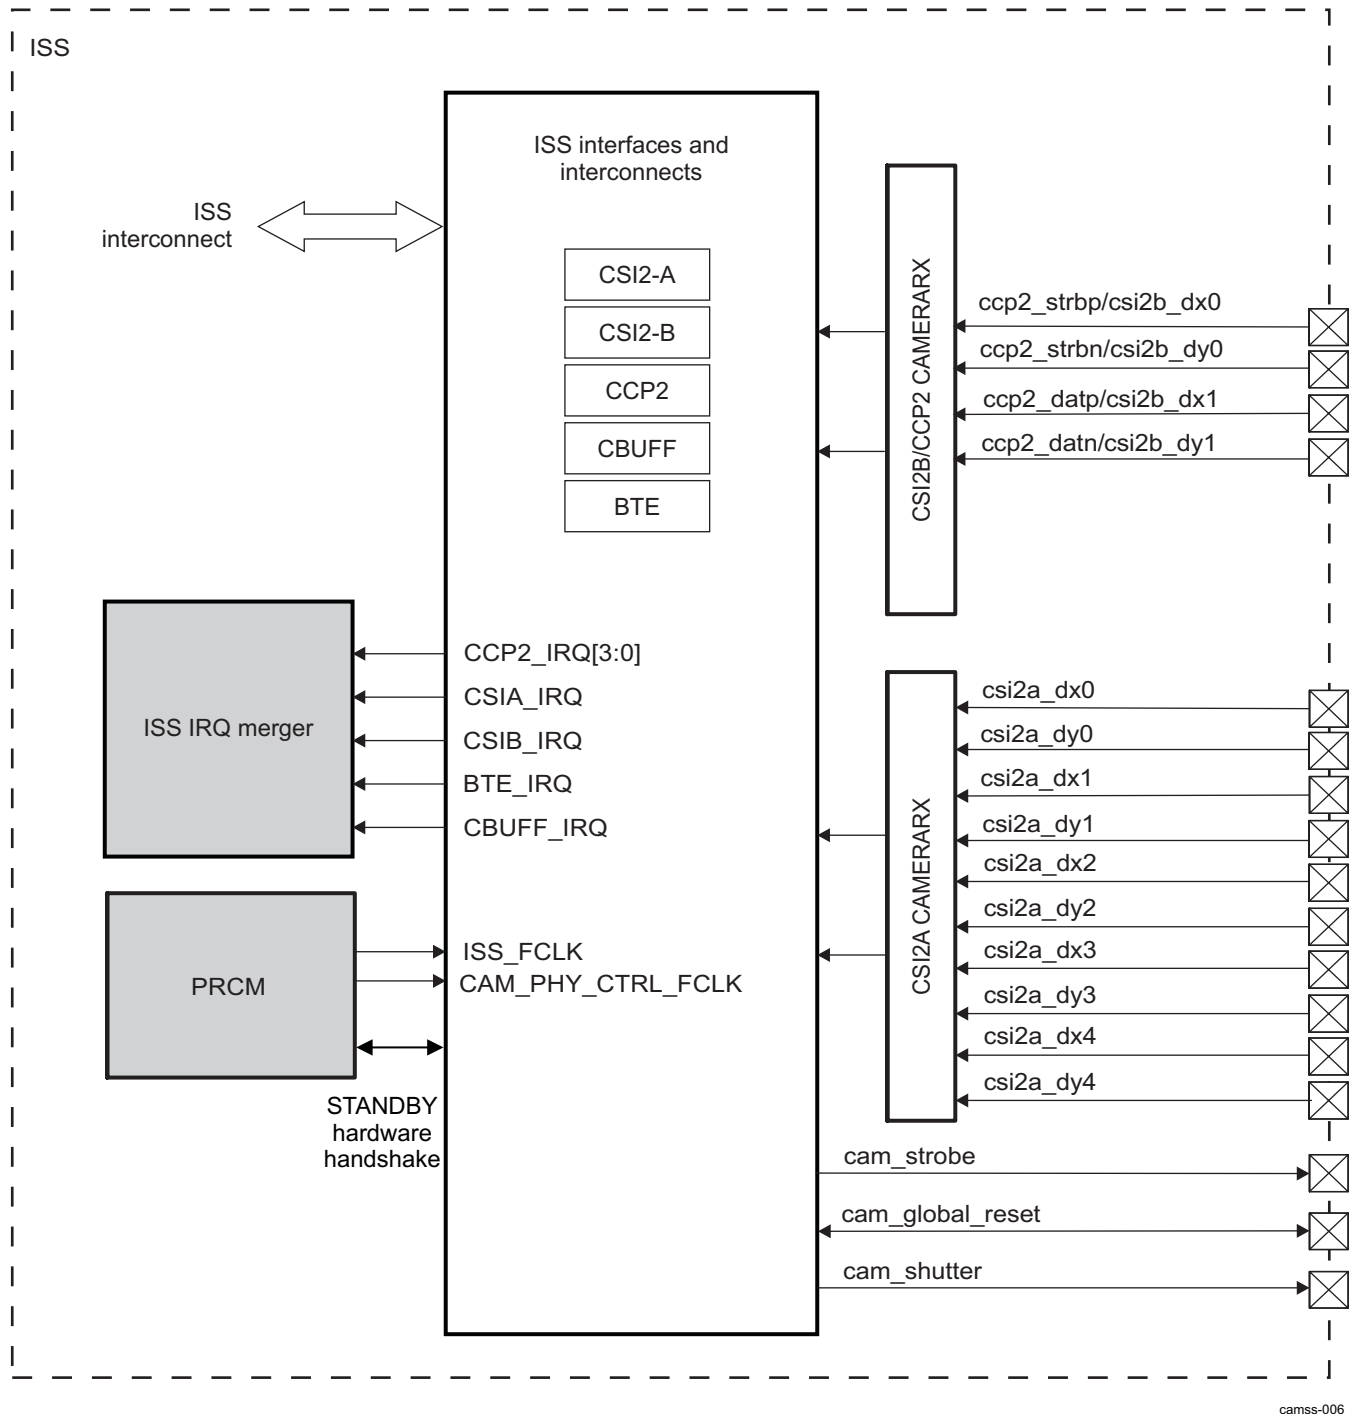 ISS
ISS interfaces and
interconnects
ISS
interconnect
CSI2-A
CSI2-B
CCP2
CBUFF
BTE
CSI2B/CCP2 CAMERARX
ccp2_strbp/csi2b_dx0
ccp2_strbn/csi2b_dy0
ccp2_datp/csi2b_dx1
ccp2_datn/csi2b_dy1
ISS IRQ merger
CCP2_IRQ[3:0]
CSIA_IRQ
CSIB_IRQ
BTE_IRQ
CBUFF_IRQ
CSI2A CAMERARX
csi2a_dx0
csi2a_dy0
csi2a_dx1
csi2a_dy1
csi2a_dx2
csi2a_dy2
csi2a_dx3
csi2a_dy3
csi2a_dx4
csi2a_dy4
PRCM
ISS_FCLK
CAM_PHY_CTRL_FCLK
STANDBY
hardware
handshake
cam_strobe
cam_global_reset
cam_shutter
camss-006